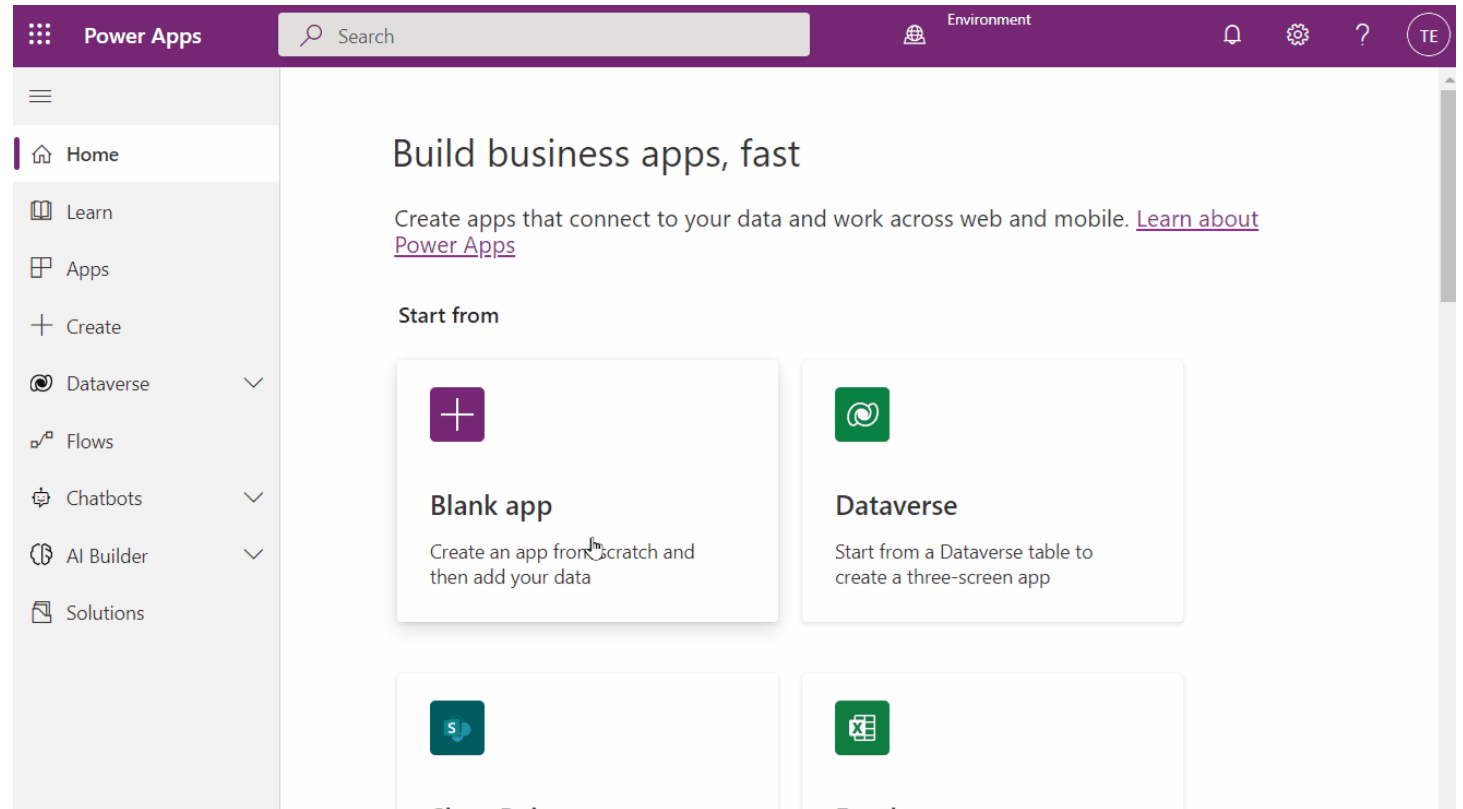 Power Apps
Search
Environment
TE
Home
Learn
Apps
Create
Dataverse
Flows
Chatbots
AI Builder
Solutions
Build business apps, fast
Create apps that connect to your data and work across web and mobile. Learn about
Power Apps
Start from
Blank app
Create an app from scratch and
then add your data
Dataverse
Start from a Dataverse table to
create a three-screen app
S
X